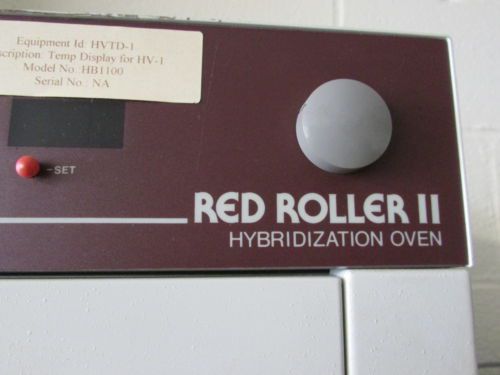 Equipment Id: HVTD-1
scription: Temp Display for HV-1
Model No.:HB1100
Serial No.: NA
-SET
RED ROLLER II
HYBRIDIZATION OVEN